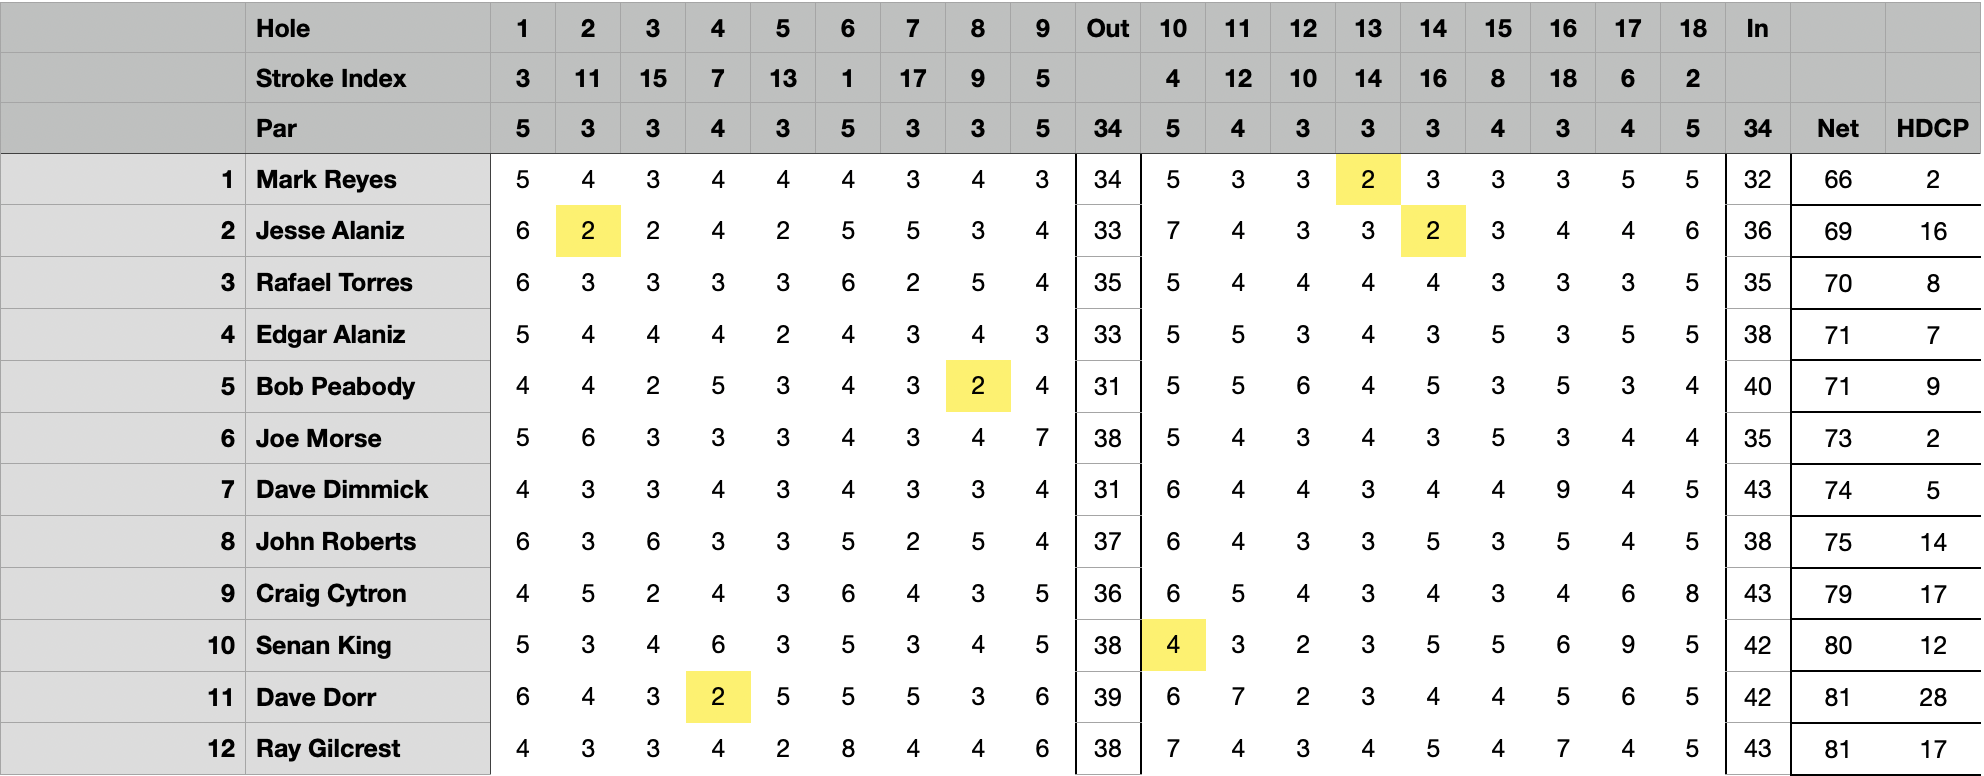 Hole 1 2 3 4 5 6 7 8 9 Out 10 11 12 13 14 15 16 17 18 In
Stroke Index 3 11 15 7 13 1 17 9 5 4 12 10 14 16 8 18 6 2
Par 5 3 3 4 3 5 3 3 5 34 5 4 3 3 3 4 3 4 5 34 Net HDCP
1 Mark Reyes 5 4 3 4 4 4 3 4 3 34 5 3 3 2 3 3 3 5 5 32 66 2
2 Jesse Alaniz 6 2 2 4 2 5 5 3 4 33 7 4 3 3 2 3 4 4 6 36 69 16
3 Rafael Torres 6 3 3 3 3 6 2 5 4 35 5 4 4 4 4 3 3 3 5 35 70 8
4 Edgar Alaniz 5 4 4 4 2 4 3 4 3 33 5 5 3 4 3 5 3 5 5 38 71 7
5 Bob Peabody 4 4 2 5 3 4 3 2 4 31 5 5 6 4 5 3 5 3 4 40 71 9
6 Joe Morse 5 6 3 3 3 4 3 4 7 38 5 4 3 4 3 5 3 4 4 35 73 2
7 Dave Dimmick 4 3 3 4 3 4 3 3 4 31 6 4 4 3 4 4 9 4 5 43 74 5
8 John Roberts 6 3 6 3 3 5 2 5 4 37 6 4 3 3 5 3 5 4 5 38 75 14
9 Craig Cytron 4 5 2 4 3 6 4 3 5 36 6 5 4 3 4 3 4 6 8 43 79 17
10 Senan King 5 3 4 6 3 5 3 4 5 38 4 3 2 3 5 5 6 9 5 42 80 12
11 Dave Dorr 6 4 3 2 5 5 5 3 6 39 6 7 2 3 4 4 5 6 5 42 81 28
12 Ray Gilcrest 4 3 3 4 2 8 4 4 6 38 7 4 3 4 5 4 7 4 5 43 81 17